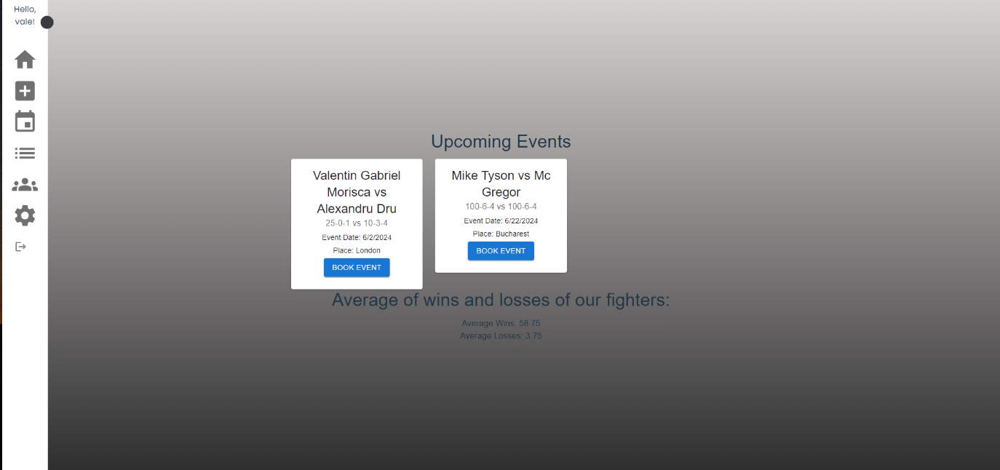 Hello,
vale!
Upcoming Events
Valentin Gabriel
Morisca vs
Alexandru Dru
25-0-1 vs 10-3-4
Event Date: 6/2/2024
Place: London
BOOK EVENT
Mike Tyson vs Mc
Gregor
100-6-4 vs 100-6-4
Event Date: 6/22/2024
Place: Bucharest
BOOK EVENT
Average of wins and losses of our fighters:
Average Wins: 58.75
Average Losses: 3.75